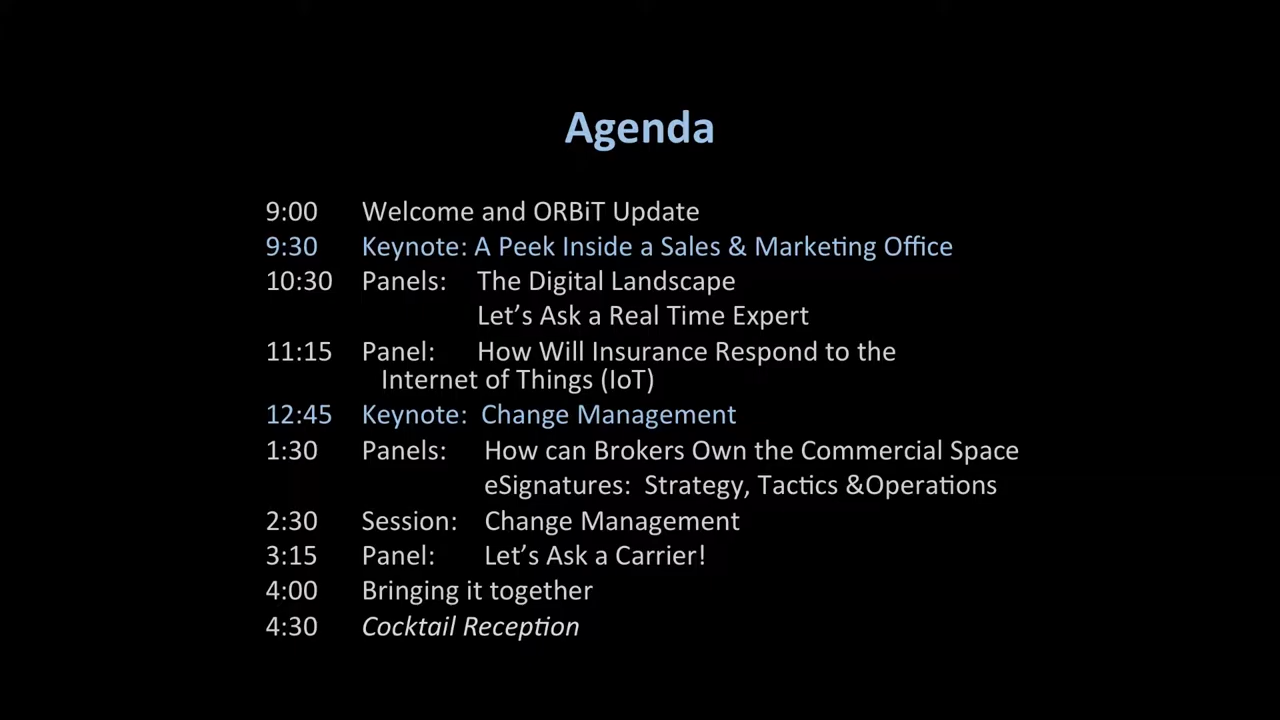 Agenda
9:00 Welcome and ORBiT Update
9:30 Keynote: A Peek Inside a Sales & Marketing Office
10:30 Panels: The Digital Landscape
Let’s Ask a Real Time Expert
11:15 Panel: How Will Insurance Respond to the
Internet of Things (IoT)
12:45 Keynote: Change Management
1:30 Panels: How can Brokers Own the Commercial Space
eSignatures: Strategy, Tactics &Operations
2:30 Session: Change Management
3:15 Panel: Let’s Ask a Carrier!
4:00 Bringing it together
4:30 Cocktail Reception